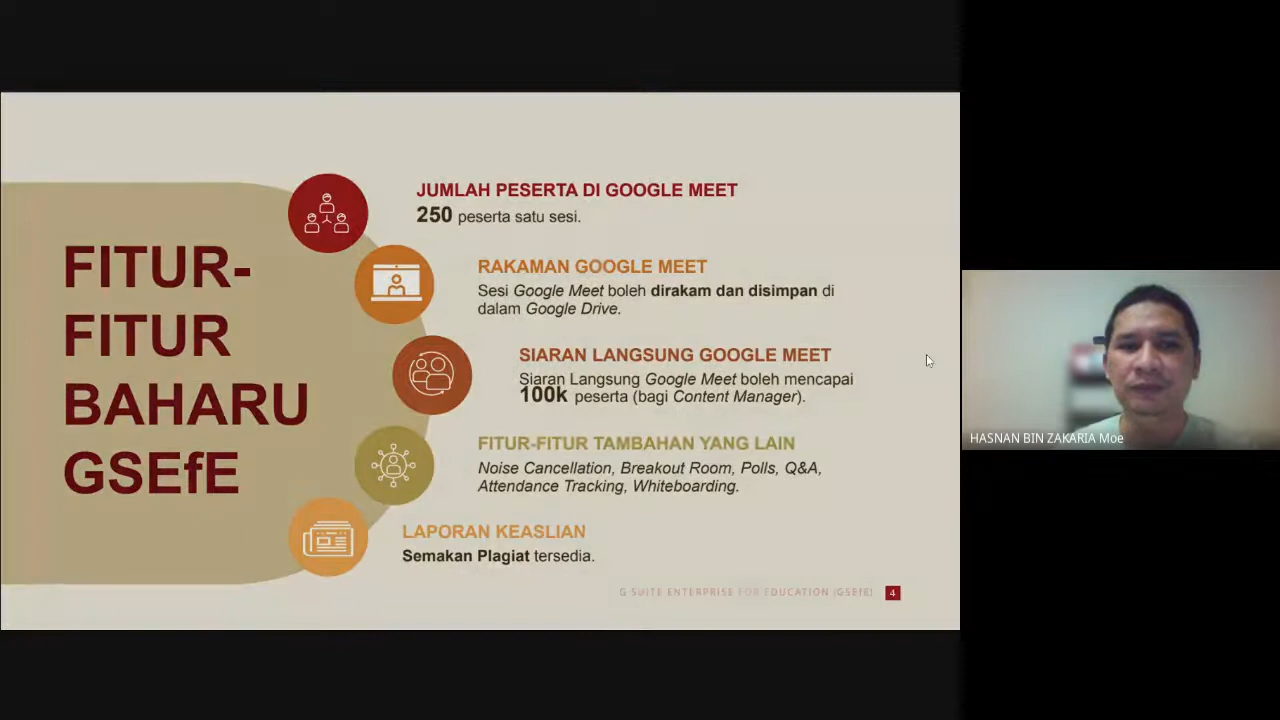 FITUR-
FITUR
BAHARU
GSEfE
JUMLAH PESERTA DI GOOGLE MEET
250 peserta satu sesi.
RAKAMAN GOOGLE MEET
Sesi Google Meet boleh dirakam dan disimpan di
dalam Google Drive.
SIARAN LANGSUNG GOOGLE MEET
Siaran Langsung Google Meet boleh mencapai
100k peserta (bagi Content Manager).
FITUR-FITUR TAMBAHAN YANG LAIN
Noise Cancellation, Breakout Room, Polls, Q&A,
Attendance Tracking, Whiteboarding.
LAPORAN KEASLIAN
Semakan Plagiat tersedia.
G SUITE ENTERPRISE FOR EDUCATION (GSEfE) 4
HASNAN BIN ZAKARIA Moe